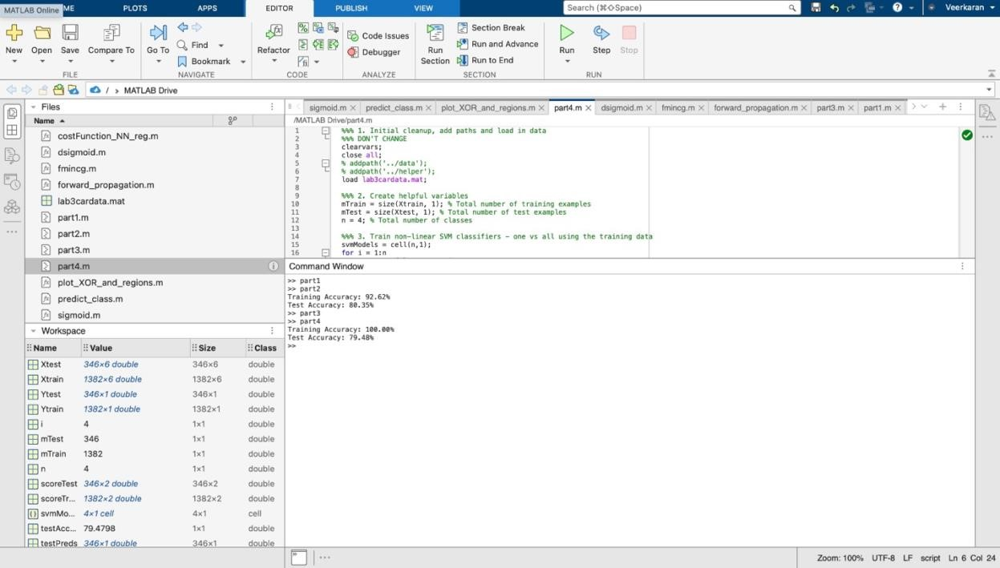 MATLAB Online
ME PLOTS APPS EDITOR PUBLISH VIEW
Search (⌘⇧Space)
Veerkaran
New Open Save Compare To
FILE
Go To Find Bookmark
NAVIGATE
Refactor
CODE
Code Issues
Debugger
ANALYZE
Run Section
Section Break
Run and Advance
Run to End
SECTION
Run Step Stop
RUN
/ › MATLAB Drive
Files
Name
costFunction_NN_reg.m
dsigmoid.m
fmincg.m
forward_propagation.m
lab3cardata.mat
part1.m
part2.m
part3.m
part4.m
plot_XOR_and_regions.m
predict_class.m
sigmoid.m
Workspace
Name Value Size Class
Xtest 346×6 double 346×6 double
Xtrain 1382×6 double 1382×6 double
Ytest 346×1 double 346×1 double
Ytrain 1382×1 double 1382×1 double
i 4 1×1 double
mTest 346 1×1 double
mTrain 1382 1×1 double
n 4 1×1 double
scoreTest 346×2 double 346×2 double
scoreTr... 1382×2 double 1382×2 double
svmMo... 4×1 cell 4×1 cell
testAcc... 79.4798 1×1 double
testPreds 346×1 double 346×1 double
sigmoid.m predict_class.m plot_XOR_and_regions.m part4.m dsigmoid.m fmincg.m forward_propagation.m part3.m part1.m
/MATLAB Drive/part4.m
1 %%% 1. Initial cleanup, add paths and load in data
2 %%% DON'T CHANGE
3 clearvars;
4 close all;
5 % addpath('../data');
6 % addpath('../helper');
7 load lab3cardata.mat;
8
9 %%% 2. Create helpful variables
10 mTrain = size(Xtrain, 1); % Total number of training examples
11 mTest = size(Xtest, 1); % Total number of test examples
12 n = 4; % Total number of classes
13
14 %%% 3. Train non-linear SVM classifiers - one vs all using the training data
15 svmModels = cell(n,1);
16 for i = 1:n
Command Window
>> part1
>> part2
Training Accuracy: 92.62%
Test Accuracy: 80.35%
>> part3
>> part4
Training Accuracy: 100.00%
Test Accuracy: 79.48%
>>
Zoom: 100% UTF-8 LF script Ln 6 Col 24